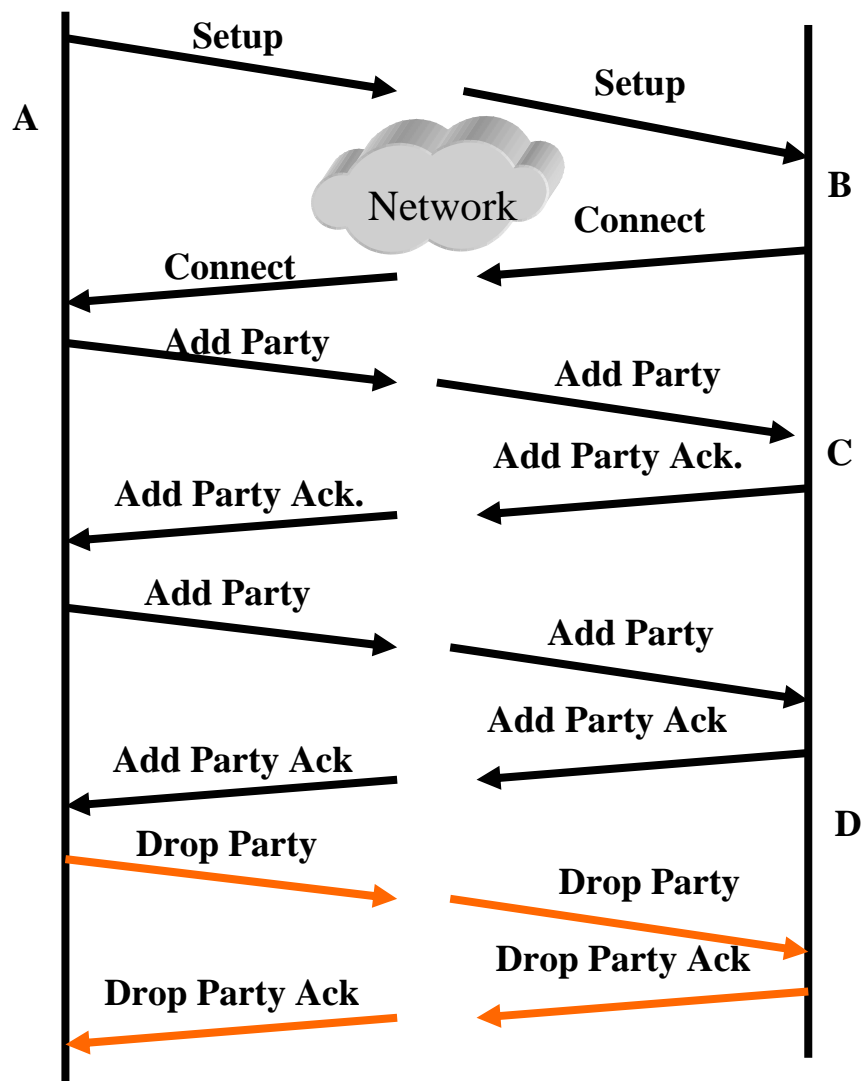 Setup
Setup
A
B
Network
Connect
Connect
Add Party
Add Party
C
Add Party Ack.
Add Party Ack.
Add Party
Add Party
Add Party Ack
Add Party Ack
D
Drop Party
Drop Party
Drop Party Ack
Drop Party Ack